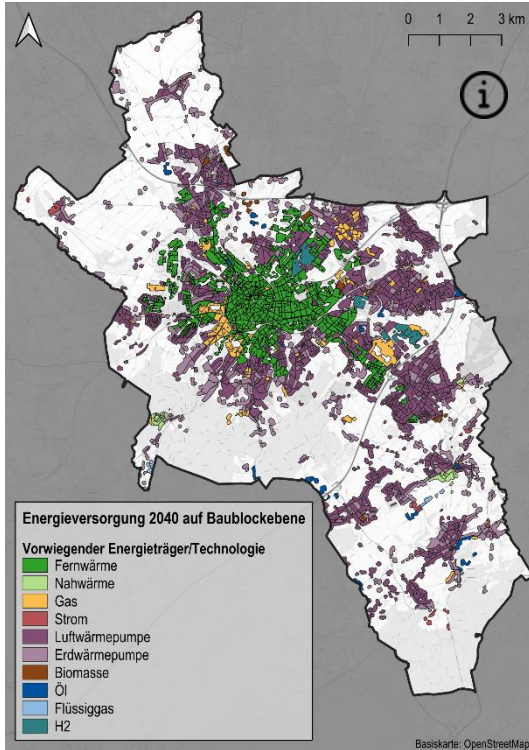 0 1 2 3 km
i
Energieversorgung 2040 auf Baublockebene
Vorwiegender Energieträger/Technologie
Fernwärme
Nahwärme
Gas
Strom
Luftwärmepumpe
Erdwärmepumpe
Biomasse
Öl
Flüssiggas
H2
Basiskarte: OpenStreetMap